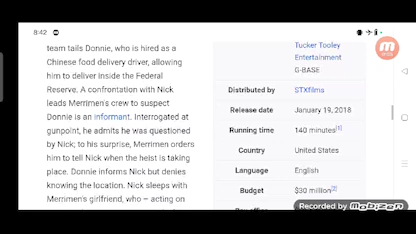 8:42
team tails Donnie, who is hired as a
Chinese food delivery driver, allowing
him to deliver inside the Federal
Reserve. A confrontation with Nick
leads Merrimen's crew to suspect
Donnie is an informant. Interrogated at
gunpoint, he admits he was questioned
by Nick; to his surprise, Merrimen orders
him to tell Nick when the heist is taking
place. Donnie informs Nick but denies
knowing the location. Nick sleeps with
Merrimen's girlfriend, who – acting on
Tucker Tooley
Entertainment
G-BASE
Distributed by STXfilms
Release date January 19, 2018
Running time 140 minutes[1]
Country United States
Language English
Budget $30 million[2]
Recorded by Mobizen